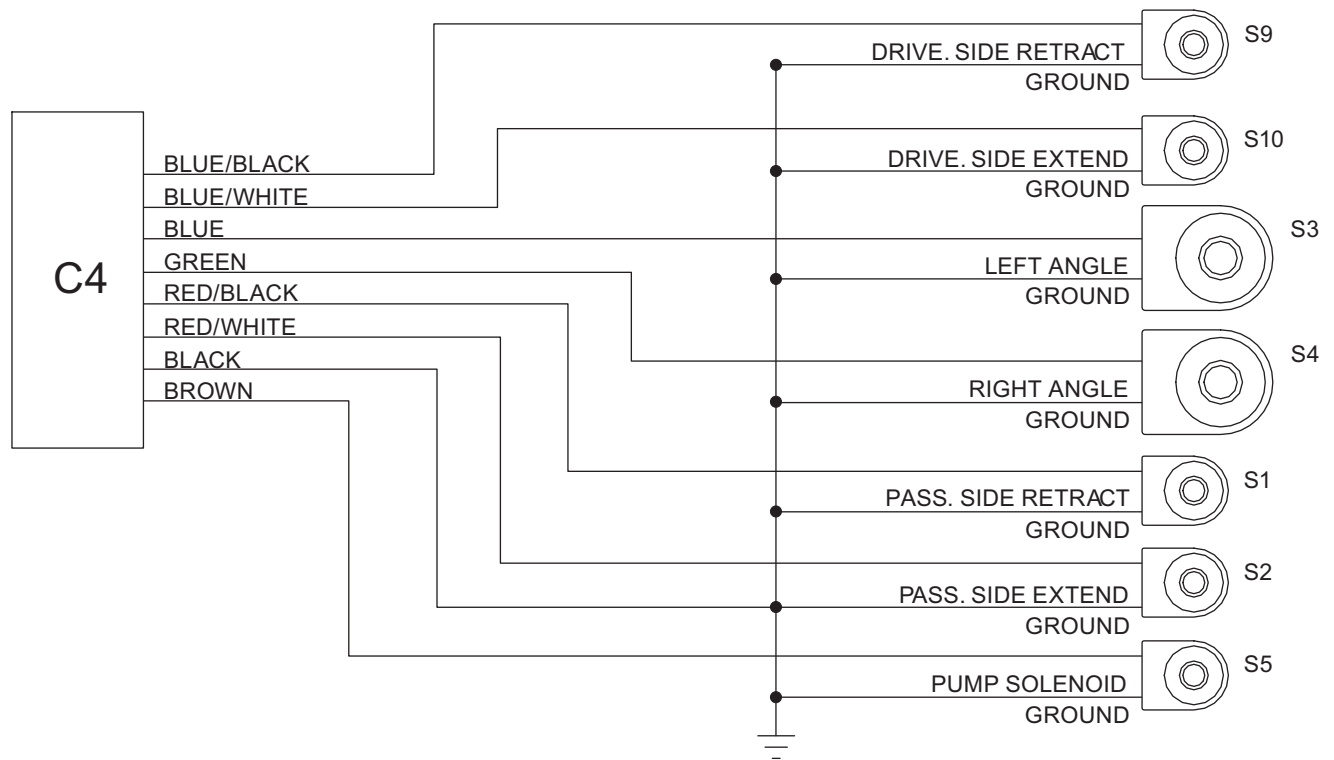 S9
DRIVE. SIDE RETRACT
GROUND
S10
BLUE/BLACK
DRIVE. SIDE EXTEND
GROUND
BLUE/WHITE
BLUE
S3
GREEN
LEFT ANGLE
GROUND
C4
RED/BLACK
RED/WHITE
S4
BLACK
BROWN
RIGHT ANGLE
GROUND
S1
PASS. SIDE RETRACT
GROUND
S2
PASS. SIDE EXTEND
GROUND
S5
PUMP SOLENOID
GROUND